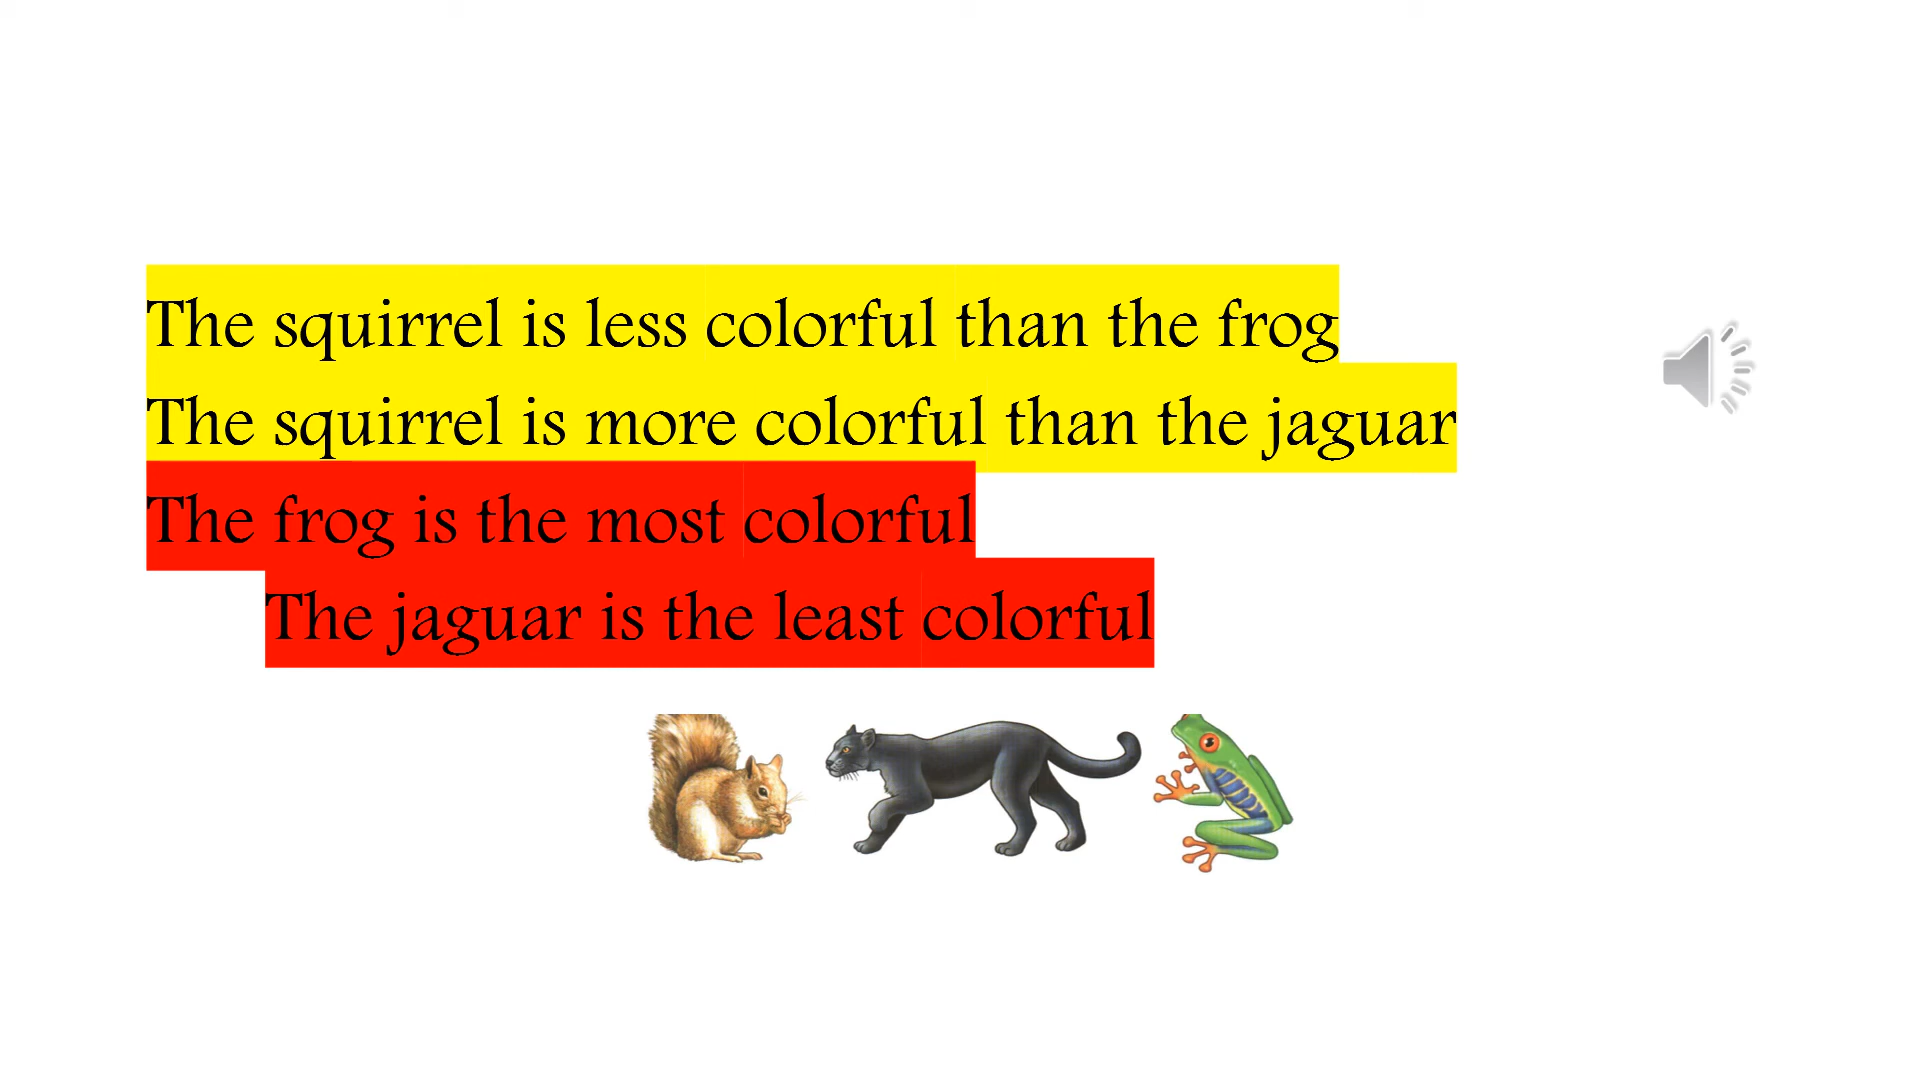 The squirrel is less colorful than the frog
The squirrel is more colorful than the jaguar
The frog is the most colorful
The jaguar is the least colorful